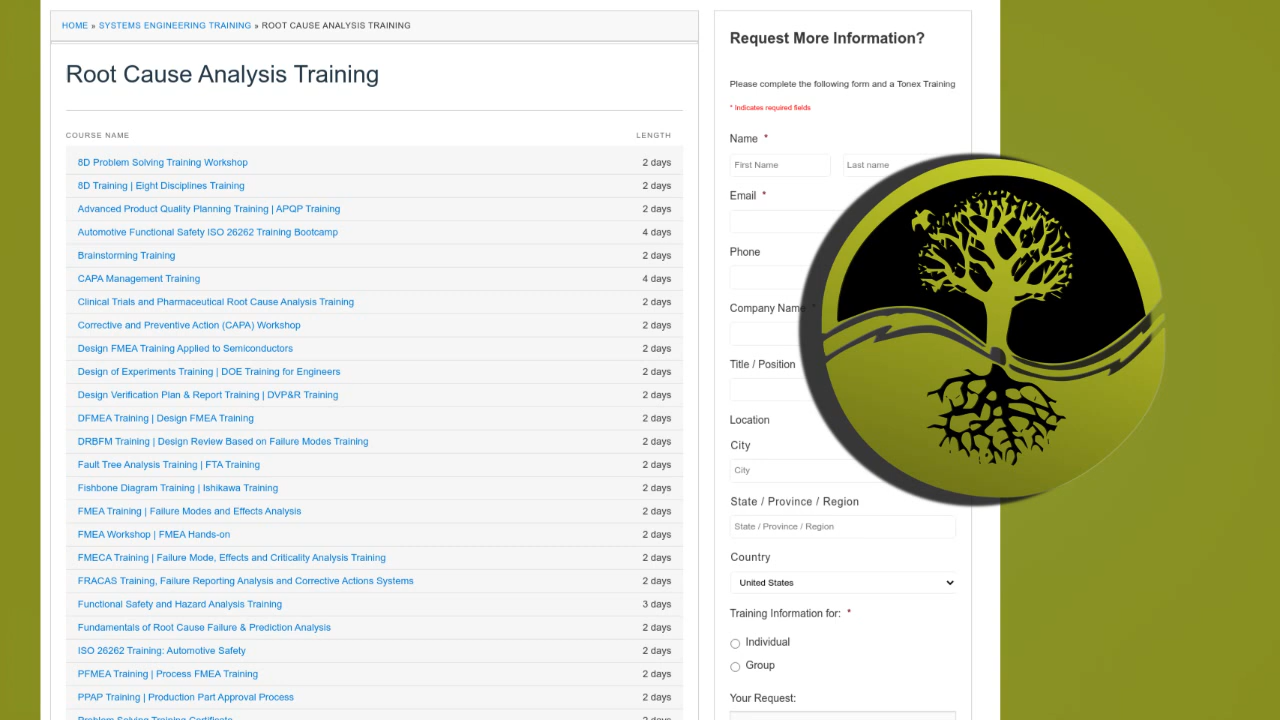 HOME » SYSTEMS ENGINEERING TRAINING » ROOT CAUSE ANALYSIS TRAINING
Root Cause Analysis Training
COURSE NAME LENGTH
8D Problem Solving Training Workshop 2 days
8D Training | Eight Disciplines Training 2 days
Advanced Product Quality Planning Training | APQP Training 2 days
Automotive Functional Safety ISO 26262 Training Bootcamp 4 days
Brainstorming Training 2 days
CAPA Management Training 4 days
Clinical Trials and Pharmaceutical Root Cause Analysis Training 2 days
Corrective and Preventive Action (CAPA) Workshop 2 days
Design FMEA Training Applied to Semiconductors 2 days
Design of Experiments Training | DOE Training for Engineers 2 days
Design Verification Plan & Report Training | DVP&R Training 2 days
DFMEA Training | Design FMEA Training 2 days
DRBFM Training | Design Review Based on Failure Modes Training 2 days
Fault Tree Analysis Training | FTA Training 2 days
Fishbone Diagram Training | Ishikawa Training 2 days
FMEA Training | Failure Modes and Effects Analysis 2 days
FMEA Workshop | FMEA Hands-on 2 days
FMECA Training | Failure Mode, Effects and Criticality Analysis Training 2 days
FRACAS Training, Failure Reporting Analysis and Corrective Actions Systems 2 days
Functional Safety and Hazard Analysis Training 3 days
Fundamentals of Root Cause Failure & Prediction Analysis 2 days
ISO 26262 Training: Automotive Safety 2 days
PFMEA Training | Process FMEA Training 2 days
PPAP Training | Production Part Approval Process 2 days
Problem Solving Training Certificate 2 days
Request More Information?
Please complete the following form and a Tonex Training
* Indicates required fields
Name *
First Name Last name
Email *
Phone
Company Name *
Title / Position
Location
City
City
State / Province / Region
State / Province / Region
Country
United States
Training Information for: *
Individual
Group
Your Request: